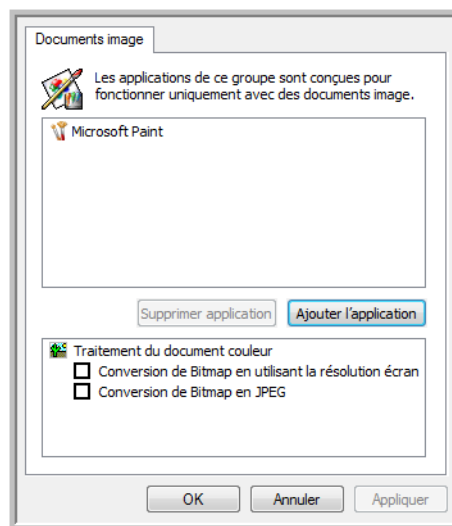 Documents image
Les applications de ce groupe sont conçues pour
fonctionner uniquement avec des documents image.
Microsoft Paint
Supprimer application
Ajouter l'application
Traitement du document couleur
Conversion de Bitmap en utilisant la résolution écran
Conversion de Bitmap en JPEG
OK
Annuler
Appliquer